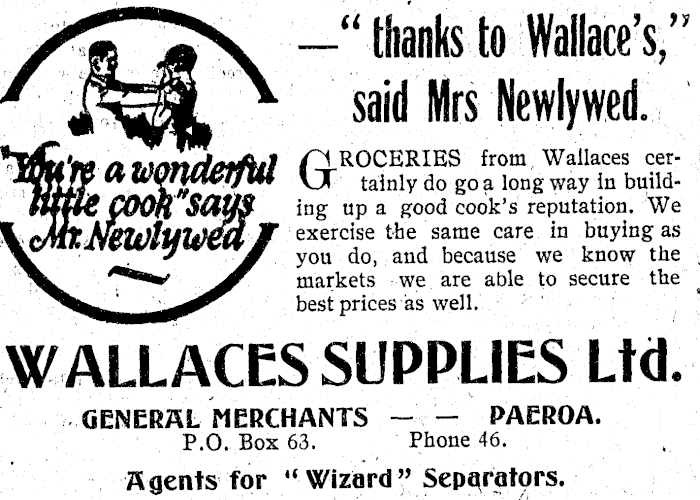 "You're a wonderful
little cook" says
Mr. Newlywed
—"thanks to Wallace's,"
said Mrs Newlywed.
GROCERIES from Wallaces cer-
tainly do go a long way in build-
ing up a good cook's reputation. We
exercise the same care in buying as
you do, and because we know the
markets we are able to secure the
best prices as well.
WALLACES SUPPLIES Ltd.
GENERAL MERCHANTS — — PAEROA.
P.O. Box 63. Phone 46.
Agents for "Wizard" Separators.